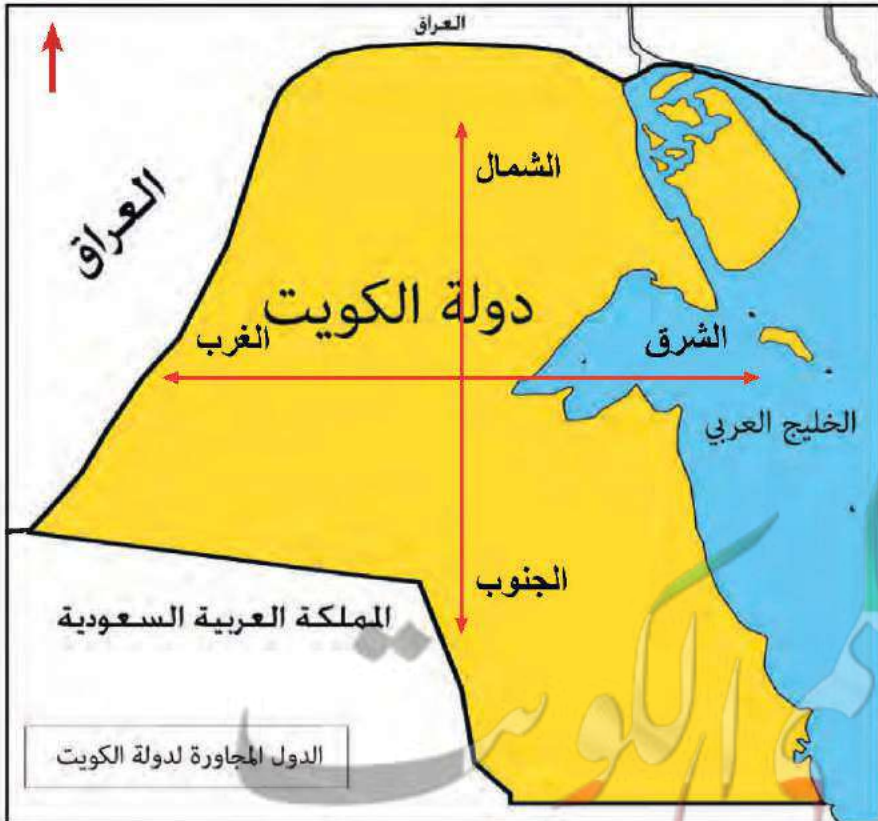 العراق
الشمال
العراق
دولة الكويت
الشرق
الغرب
الخليج العربي
الجنوب
المملكة العربية السعودية
الدول المجاورة لدولة الكويت